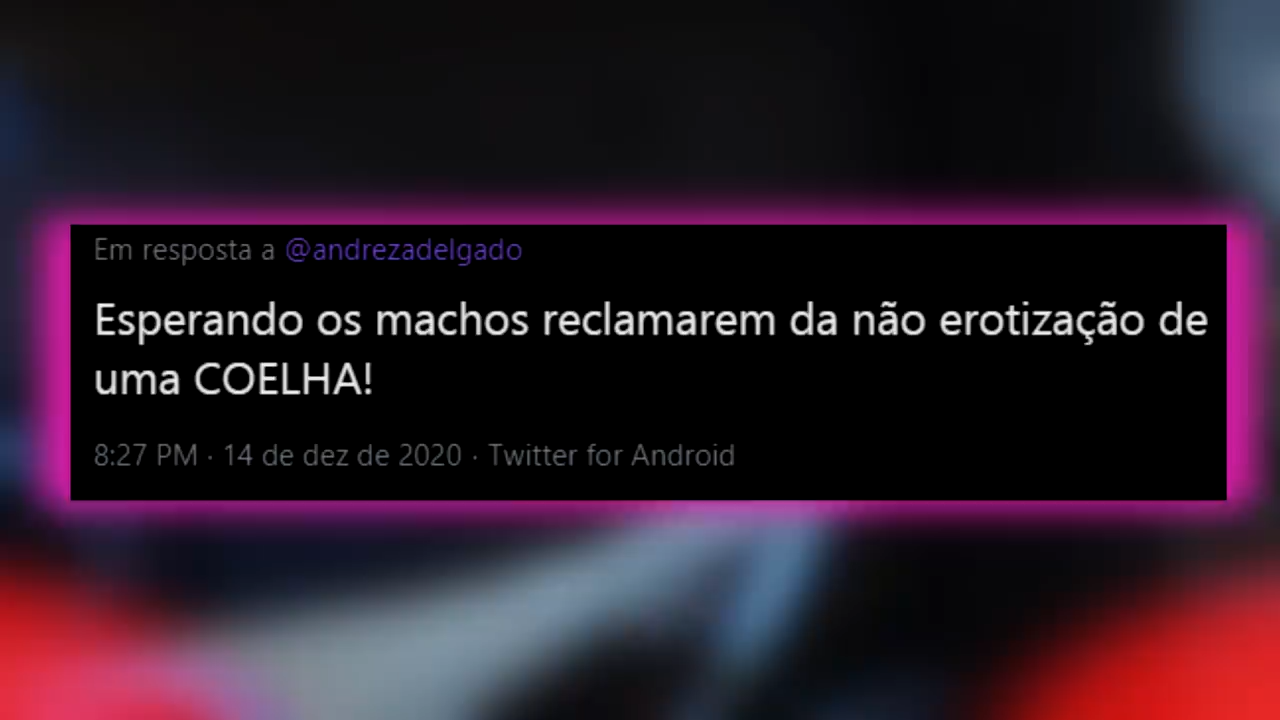 Em resposta a @andrezadelgado
Esperando os machos reclamarem da não erotização de
uma COELHA!
8:27 PM · 14 de dez de 2020 · Twitter for Android